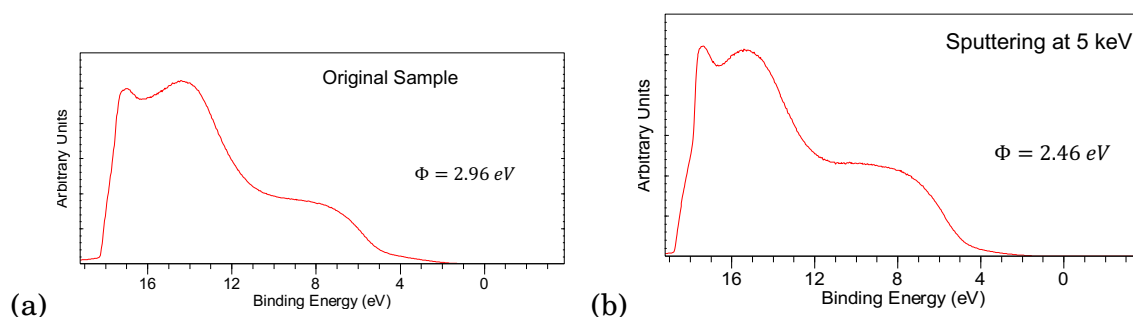 Original Sample
Arbitrary Units
Φ = 2.96 eV
16 12 8 4 0
Binding Energy (eV)
(a)
Sputtering at 5 keV
Arbitrary Units
Φ = 2.46 eV
16 12 8 4 0
Binding Energy (eV)
(b)